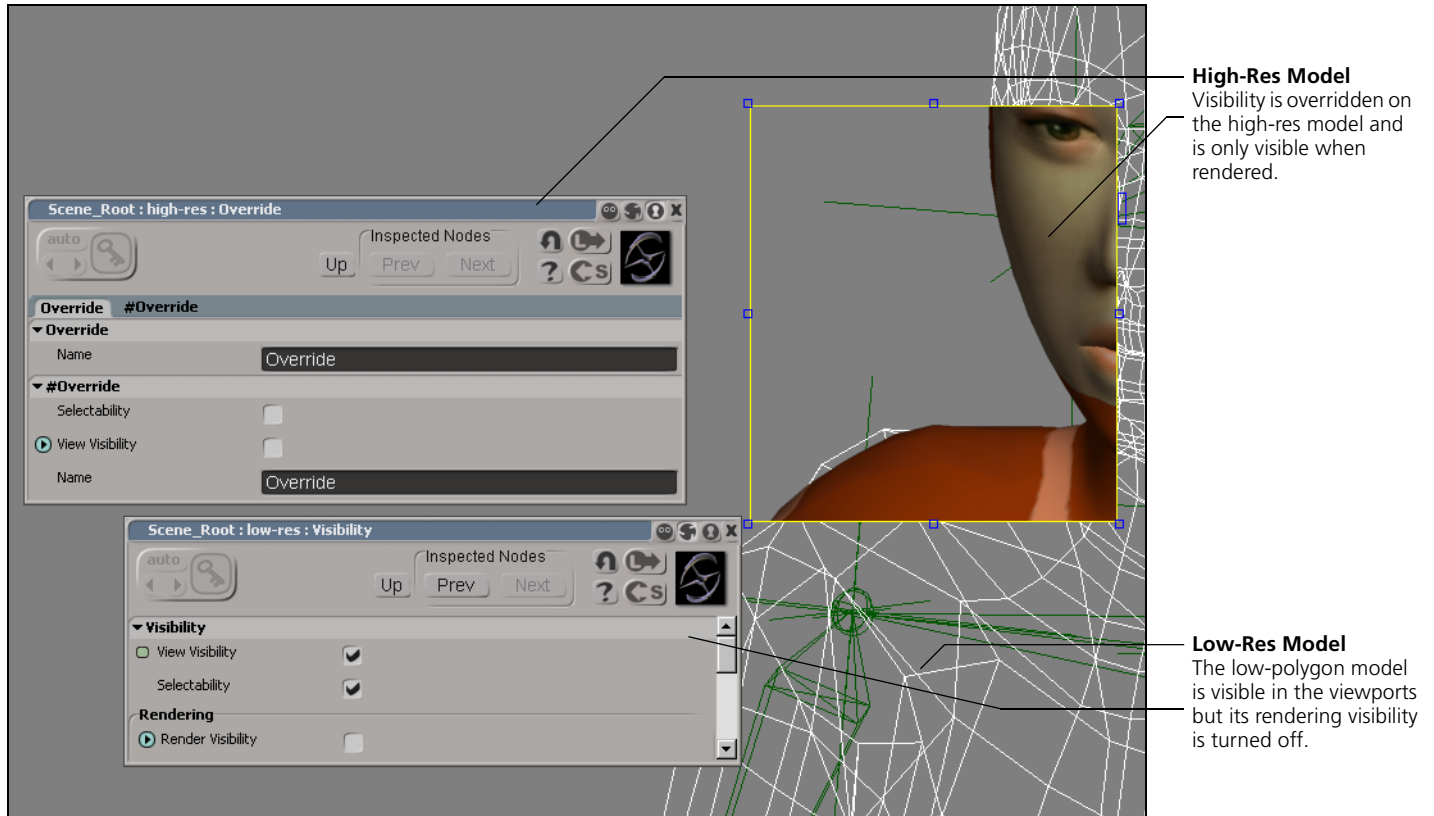 High-Res Model
Visibility is overridden on
the high-res model and
is only visible when
rendered.
Scene_Root : high-res : Override
auto
Inspected Nodes
Up Prev Next
? C S
Override #Override
Override
Name Override
#Override
Selectability
View Visibility
Name Override
Scene_Root : low-res : Visibility
auto
Inspected Nodes
Up Prev Next
? C S
Visibility
View Visibility
Selectability
Rendering
Render Visibility
Low-Res Model
The low-polygon model
is visible in the viewports
but its rendering visibility
is turned off.